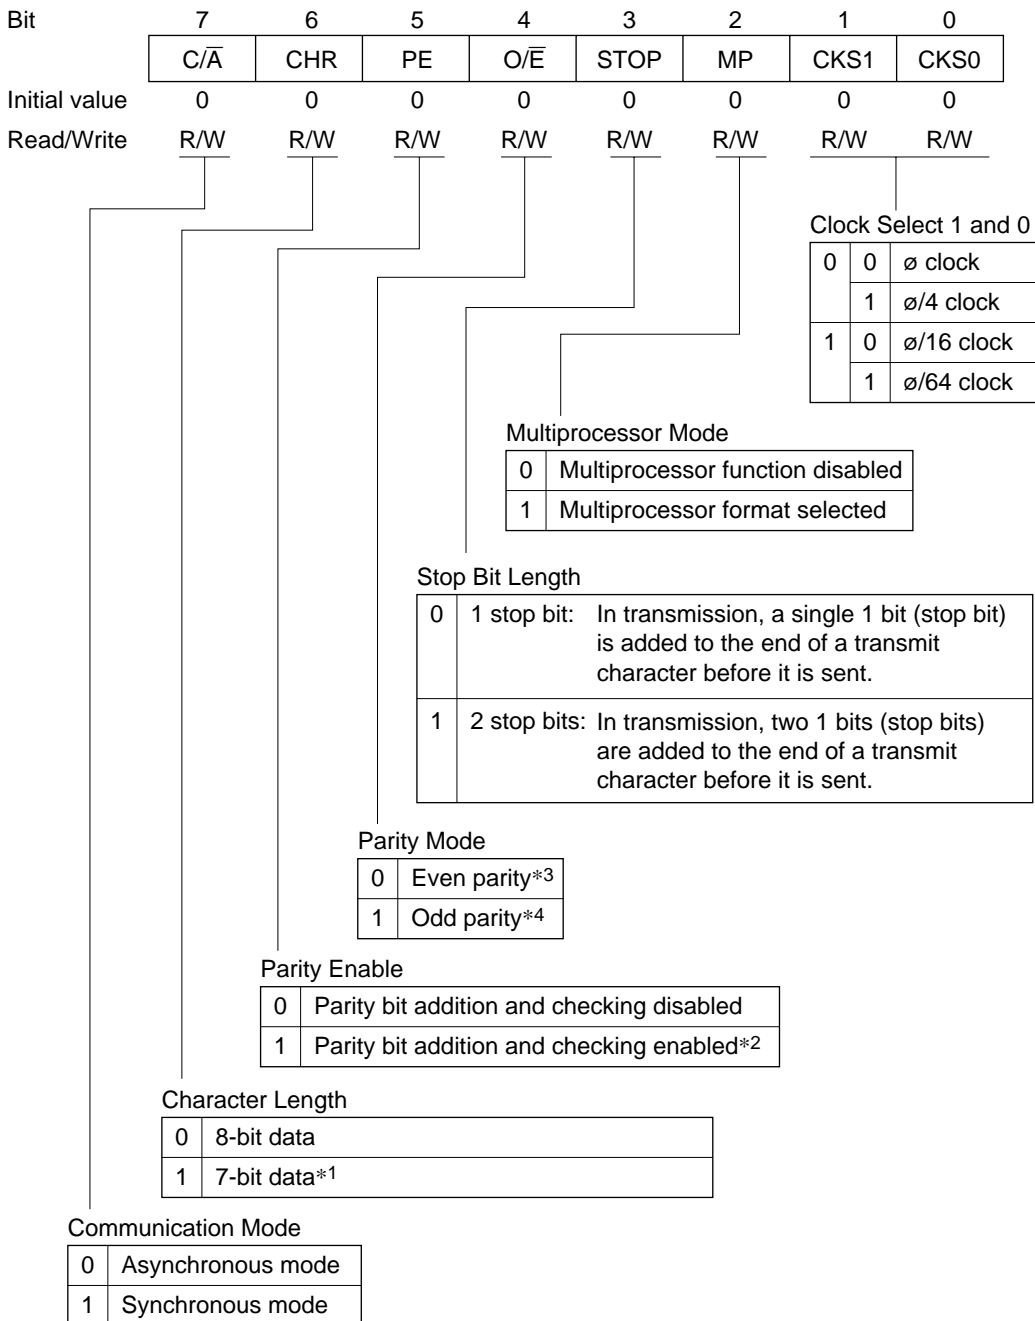 Bit 7 6 5 4 3 2 1 0
C/A̅ CHR PE O/E̅ STOP MP CKS1 CKS0
Initial value 0 0 0 0 0 0 0 0
Read/Write R/W R/W R/W R/W R/W R/W R/W R/W
Clock Select 1 and 0
0 0 ø clock
1 ø/4 clock
1 0 ø/16 clock
1 ø/64 clock
Multiprocessor Mode
0 Multiprocessor function disabled
1 Multiprocessor format selected
Stop Bit Length
0 1 stop bit: In transmission, a single 1 bit (stop bit)
is added to the end of a transmit
character before it is sent.
1 2 stop bits: In transmission, two 1 bits (stop bits)
are added to the end of a transmit
character before it is sent.
Parity Mode
0 Even parity*3
1 Odd parity*4
Parity Enable
0 Parity bit addition and checking disabled
1 Parity bit addition and checking enabled*2
Character Length
0 8-bit data
1 7-bit data*1
Communication Mode
0 Asynchronous mode
1 Synchronous mode